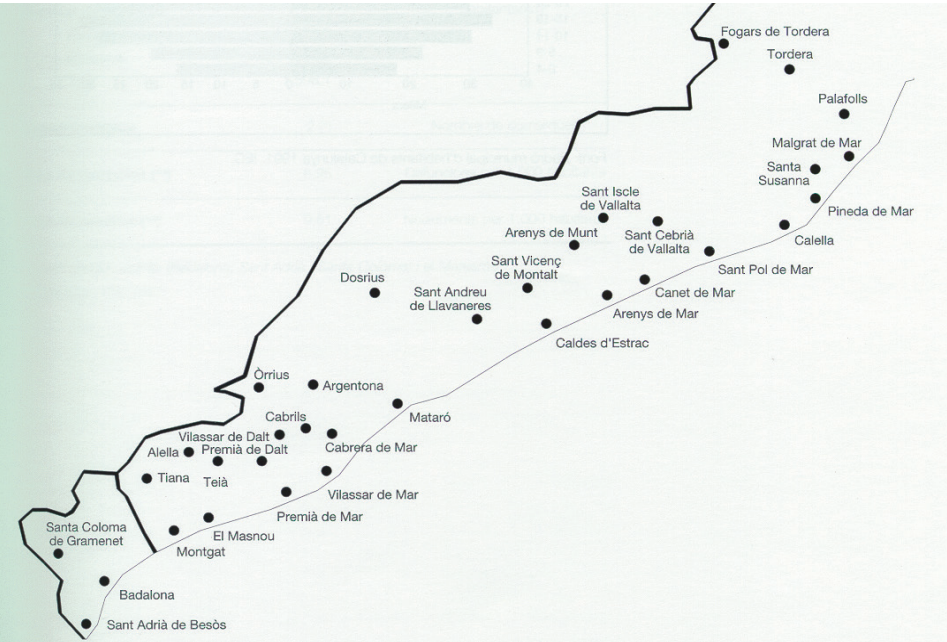 Fogars de Tordera
Tordera
Palafolls
Malgrat de Mar
Santa
Susanna
Pineda de Mar
Calella
Sant Iscle
de Vallalta
Arenys de Munt
Sant Cebrià
de Vallalta
Sant Pol de Mar
Sant Vicenç
de Montalt
Dosrius
Sant Andreu
de Llavaneres
Canet de Mar
Arenys de Mar
Caldes d'Estrac
Òrrius
Argentona
Mataró
Cabrils
Vilassar de Dalt
Cabrera de Mar
Alella
Premià de Dalt
Tiana
Teià
Vilassar de Mar
Premià de Mar
El Masnou
Montgat
Santa Coloma
de Gramenet
Badalona
Sant Adrià de Besòs